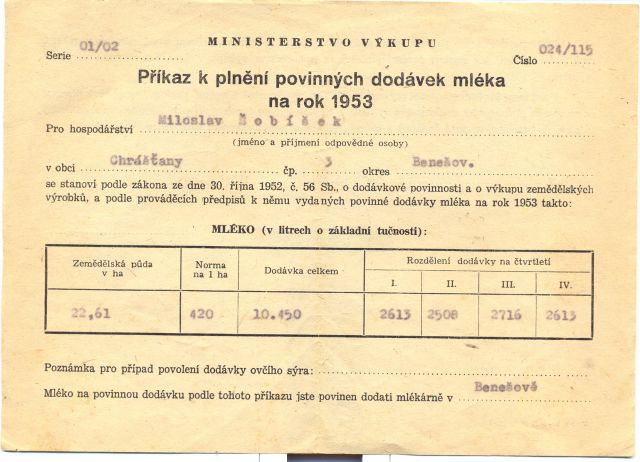 MINISTERSTVO VÝKUPU
Serie 01/02
Číslo 024/115
Příkaz k plnění povinných dodávek mléka
na rok 1953
Pro hospodářství Miloslav Šobíšek
(jméno a příjmení odpovědné osoby)
v obci Chrášťany čp. 3 okres Benešov.
se stanoví podle zákona ze dne 30. října 1952, č. 56 Sb., o dodávkové povinnosti a o výkupu zemědělských
výrobků, a podle prováděcích předpisů k němu vydaných povinné dodávky mléka na rok 1953 takto:
MLÉKO (v litrech o základní tučnosti):
Zemědělská půda v ha
Norma na 1 ha
Dodávka celkem
Rozdělení dodávky na čtvrtletí
I. II. III. IV.
22,61 420 10.450 2613 2508 2716 2613
Poznámka pro případ povolení dodávky ovčího sýra:
Mléko na povinnou dodávku podle tohoto příkazu jste povinen dodati mlékárně v Benešově